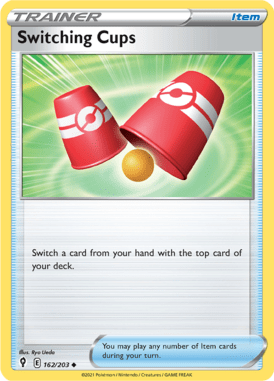 TRAINER Item
Switching Cups
Switch a card from your hand with the top card of
your deck.
Illus. Ryo Ueda
You may play any number of Item cards
during your turn.
E 162/203 ◆
©2021 Pokémon / Nintendo / Creatures / GAME FREAK